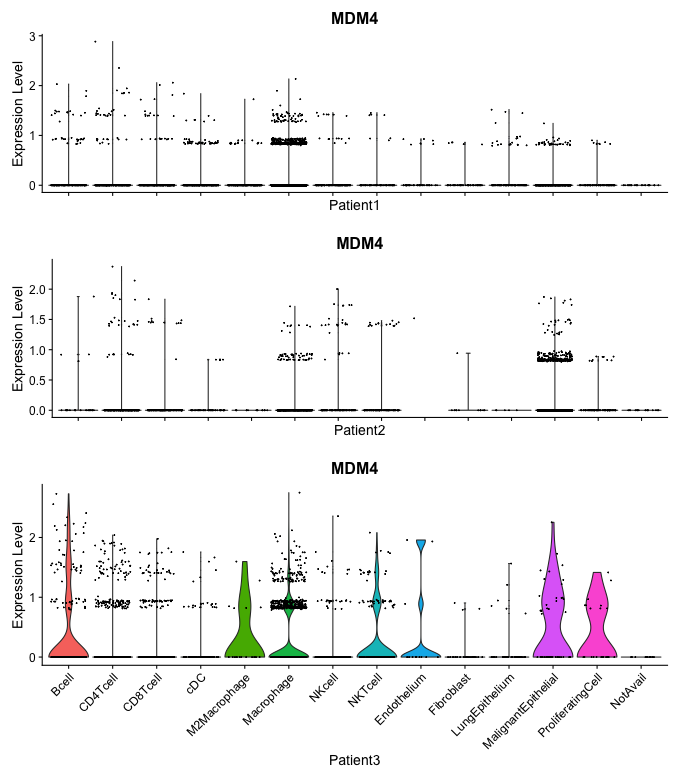 MDM4
Expression Level
3
2
1
0
Patient1
MDM4
Expression Level
2.0
1.5
1.0
0.5
0.0
Patient2
MDM4
Expression Level
2
1
0
Bcell
CD4Tcell
CD8Tcell
cDC
M2Macrophage
Macrophage
NKcell
NKTcell
Endothelium
Fibroblast
LungEpithelium
MalignantEpithelial
ProliferatingCell
NotAvail
Patient3